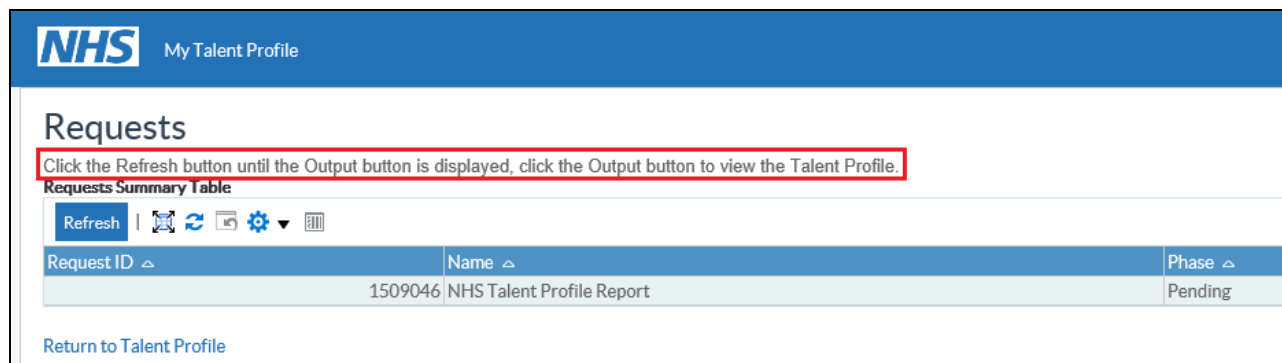 NHS My Talent Profile
Requests
Click the Refresh button until the Output button is displayed, click the Output button to view the Talent Profile.
Requests Summary Table
Refresh
Request ID Name Phase
1509046 NHS Talent Profile Report Pending
Return to Talent Profile